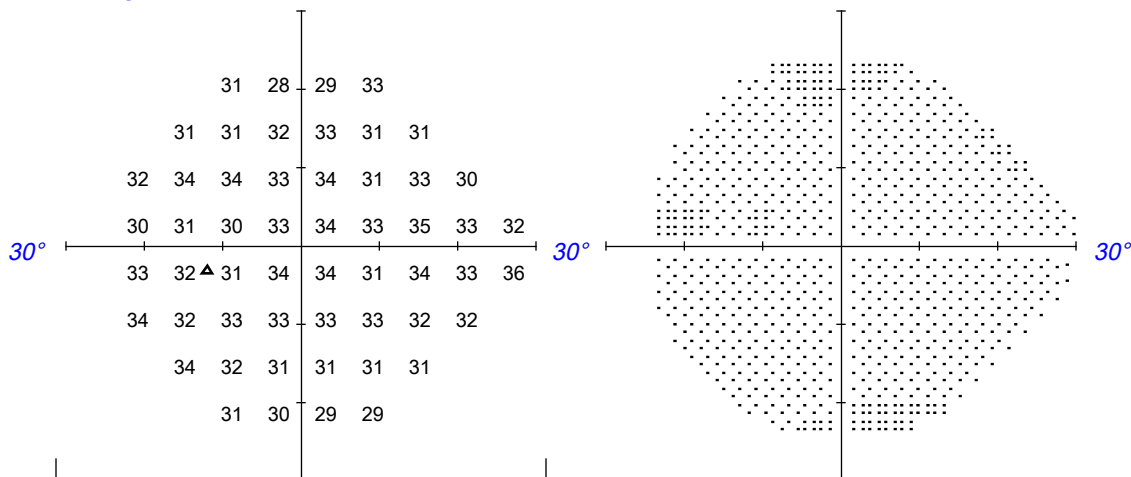 31 28 29 33
31 31 32 33 31 31
32 34 34 33 34 31 33 30
30 31 30 33 34 33 35 33 32
30° 30° 30°
33 32 31 34 34 31 34 33 36
34 32 33 33 33 33 32 32
34 32 31 31 31 31
31 30 29 29